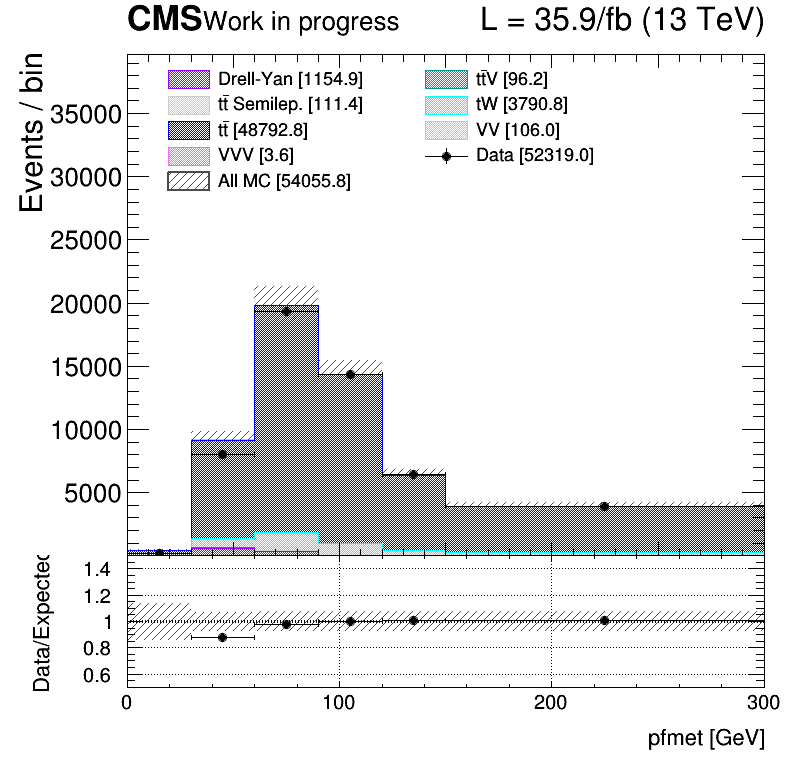 CMS Work in progress L = 35.9/fb (13 TeV)
Events / bin
Drell-Yan [1154.9] tt̄V [96.2]
tt̄ Semilep. [111.4] tW [3790.8]
tt̄ [48792.8] VV [106.0]
VVV [3.6] Data [52319.0]
All MC [54055.8]
35000
30000
25000
20000
15000
10000
5000
Data/Expected
1.4
1.2
1
0.8
0.6
0 100 200 300
pfmet [GeV]